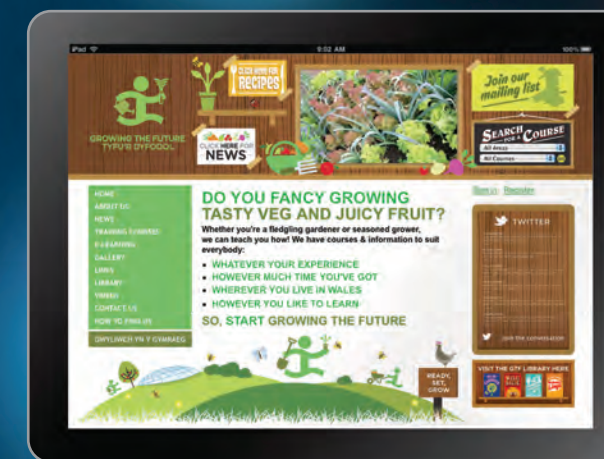 iPad
9:02 AM
100%
GROWING THE FUTURE
TYFU'R DYFODOL
CLICK HERE FOR
RECIPES
CLICK HERE FOR
NEWS
Join our
mailing list
SEARCH
FOR A COURSE
All Areas
All Courses
Sign in Register
HOME
ABOUT US
NEWS
TRAINING COURSES
E-LEARNING
GALLERY
LINKS
LIBRARY
VIDEO
CONTACT US
HOW TO FIND US
GWYLIWCH YN Y CYMRAEG
DO YOU FANCY GROWING
TASTY VEG AND JUICY FRUIT?
Whether you're a fledgling gardener or seasoned grower,
we can teach you how! We have courses & information to suit
everybody:
• WHATEVER YOUR EXPERIENCE
• HOWEVER MUCH TIME YOU'VE GOT
• WHEREVER YOU LIVE IN WALES
• HOWEVER YOU LIKE TO LEARN
SO, START GROWING THE FUTURE
READY,
SET,
GROW
TWITTER
Join the conversation
VISIT THE GTF LIBRARY HERE